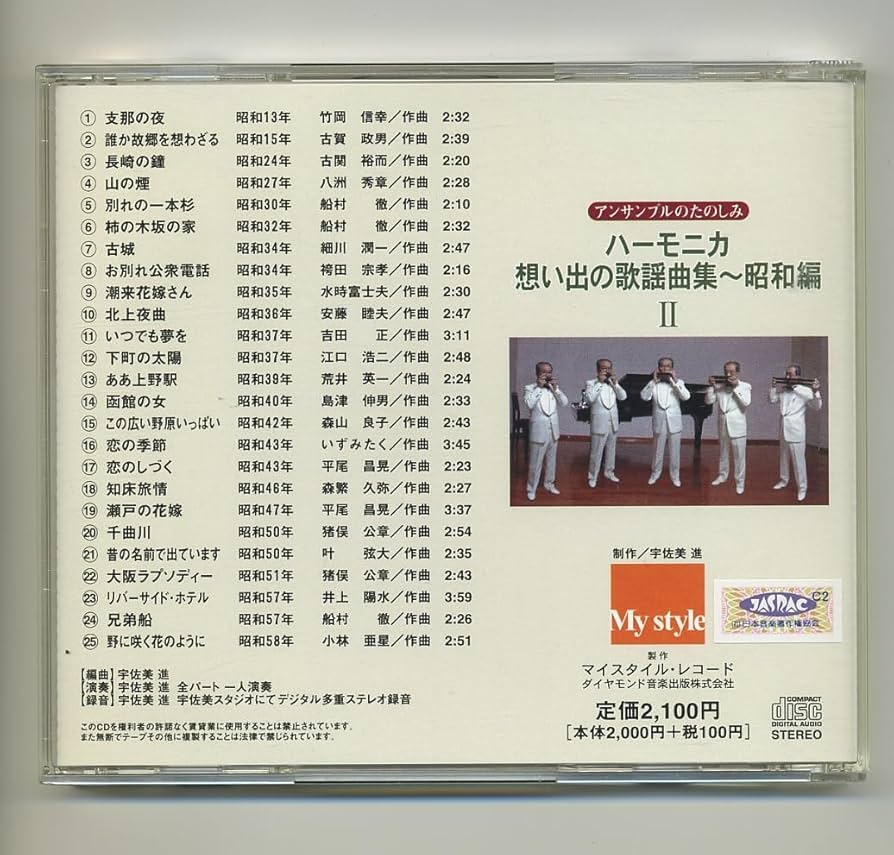 ① 支那の夜 昭和13年 竹岡 信幸／作曲 2:32
② 誰か故郷を想わざる 昭和15年 古賀 政男／作曲 2:39
③ 長崎の鐘 昭和24年 古関 裕而／作曲 2:20
④ 山の煙 昭和27年 八洲 秀章／作曲 2:28
⑤ 別れの一本杉 昭和30年 船村 徹／作曲 2:10
⑥ 柿の木坂の家 昭和32年 船村 徹／作曲 2:32
⑦ 古城 昭和34年 細川 潤一／作曲 2:47
⑧ お別れ公衆電話 昭和34年 袴田 宗孝／作曲 2:16
⑨ 潮来花嫁さん 昭和35年 水時富士夫／作曲 2:30
⑩ 北上夜曲 昭和36年 安藤 睦夫／作曲 2:47
⑪ いつでも夢を 昭和37年 吉田 正／作曲 3:11
⑫ 下町の太陽 昭和37年 江口 浩二／作曲 2:48
⑬ ああ上野駅 昭和39年 荒井 英一／作曲 2:24
⑭ 函館の女 昭和40年 島津 伸男／作曲 2:33
⑮ この広い野原いっぱい 昭和42年 森山 良子／作曲 2:43
⑯ 恋の季節 昭和43年 いずみたく／作曲 3:45
⑰ 恋のしづく 昭和43年 平尾 昌晃／作曲 2:23
⑱ 知床旅情 昭和46年 森繁 久弥／作曲 2:27
⑲ 瀬戸の花嫁 昭和47年 平尾 昌晃／作曲 3:37
⑳ 千曲川 昭和50年 猪俣 公章／作曲 2:54
㉑ 昔の名前で出ています 昭和50年 叶 弦大／作曲 2:35
㉒ 大阪ラプソディー 昭和51年 猪俣 公章／作曲 2:43
㉓ リバーサイド・ホテル 昭和57年 井上 陽水／作曲 3:59
㉔ 兄弟船 昭和57年 船村 徹／作曲 2:26
㉕ 野に咲く花のように 昭和58年 小林 亜星／作曲 2:51
【編曲】宇佐美 進
【演奏】宇佐美 進 全パート一人演奏
【録音】宇佐美 進 宇佐美スタジオにてデジタル多重ステレオ録音
このCDを権利者の許諾なく賃貸業に使用することは禁止されています。
また無断でテープその他に複製することは法律で禁じられています。
アンサンブルのたのしみ
ハーモニカ
想い出の歌謡曲集〜昭和編
II
制作／宇佐美 進
My style
JASRAC C2
(社)日本音楽著作権協会
製作
マイスタイル・レコード
ダイヤモンド音楽出版株式会社
定価2,100円
[本体2,000円＋税100円]
COMPACT
disc
DIGITAL AUDIO
STEREO